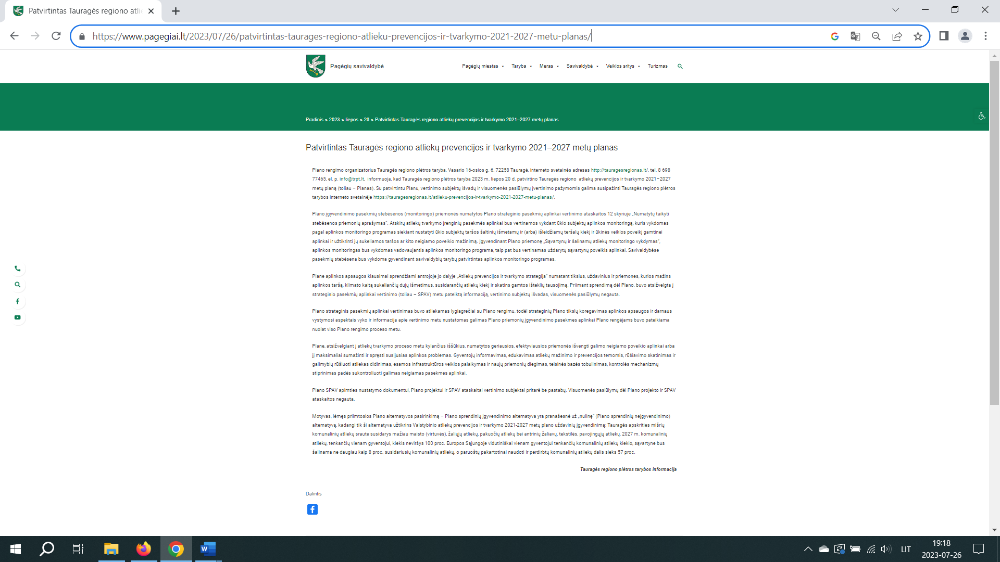 Patvirtintas Tauragės regiono atli
https://www.pagegiai.lt/2023/07/26/patvirtintas-taurages-regiono-atlieku-prevencijos-ir-tvarkymo-2021-2027-metu-planas/
Pagėgių savivaldybė
Pagėgių miestas
Taryba
Meras
Savivaldybė
Veiklos sritys
Turizmas
Pradinis » 2023 » liepos » 26 » Patvirtintas Tauragės regiono atliekų prevencijos ir tvarkymo 2021–2027 metų planas
Patvirtintas Tauragės regiono atliekų prevencijos ir tvarkymo 2021–2027 metų planas
Plano rengimo organizatorius Tauragės regiono plėtros taryba, Vasario 16-osios g. 6, 72258 Tauragė, interneto svetainės adresas http://tauragesregionas.lt/, tel. 8 698
77465, el. p. info@trpt.lt, informuoja, kad Tauragės regiono plėtros taryba 2023 m. liepos 20 d. patvirtino Tauragės regiono atliekų prevencijos ir tvarkymo 2021–2027
metų planą (toliau – Planas). Su patvirtintu Planu, vertinimo subjektų išvadų ir visuomenės pasiūlymų įvertinimo pažymomis galima susipažinti Tauragės regiono plėtros
tarybos interneto svetainėje https://tauragesregionas.lt/atlieku-prevencijos-ir-tvarkymo-2021-2027-metu-planas/.
Plano įgyvendinimo pasekmių stebėsenos (monitoringo) priemonės numatytos Plano strateginio pasekmių aplinkai vertinimo ataskaitos 12 skyriuje „Numatytų taikyti
stebėsenos priemonių aprašymas“. Atskirų atliekų tvarkymo įrenginių pasekmės aplinkai bus vertinamos vykdant ūkio subjektų aplinkos monitoringą, kuris vykdomas
pagal aplinkos monitoringo programas siekiant nustatyti ūkio subjektų taršos šaltinių išmetamų ir (arba) išleidžiamų teršalų kiekį ir ūkinės veiklos poveikį gamtinei
aplinkai ir užtikrinti jų sukeliamos taršos ar kito neigiamo poveikio mažinimą. Įgyvendinant Plano priemonę „Sąvartynų ir šalinamų atliekų monitoringo vykdymas“,
aplinkos monitoringas bus vykdomas vadovaujantis aplinkos monitoringo programa, taip pat bus vertinamas uždarytų sąvartynų poveikis aplinkai. Savivaldybėse
pasekmių stebėsena bus vykdoma gyvendinant savivaldybių tarybų patvirtintas aplinkos monitoringo programas.
Plane aplinkos apsaugos klausimai sprendžiami antrojoje jo dalyje „Atliekų prevencijos ir tvarkymo strategija“ numatant tikslus, uždavinius ir priemones, kurios mažins
aplinkos taršą, klimato kaitą sukeliančių dujų išmetimus, susidarančių atliekų kiekį ir skatins gamtos išteklių tausojimą. Priimant sprendimą dėl Plano, buvo atsižvelgta į
strateginio pasekmių aplinkai vertinimo (toliau – SPAV) metu pateiktą informaciją, vertinimo subjektų išvadas, visuomenės pasiūlymų negauta.
Plano strateginis pasekmių aplinkai vertinimas buvo atliekamas lygiagrečiai su Plano rengimu, todėl strateginių Plano tikslų koregavimas aplinkos apsaugos ir darnaus
vystymosi aspektais vyko ir informacija apie vertinimo metu nustatomas galimas Plano priemonių įgyvendinimo pasekmes aplinkai Plano rengėjams buvo pateikiama
nuolat viso Plano rengimo proceso metu.
Plane, atsižvelgiant į atliekų tvarkymo proceso metu kylančius iššūkius, numatytos geriausios, efektyviausios priemonės išvengti galimo neigiamo poveikio aplinkai arba
jį maksimaliai sumažinti ir spręsti susijusias aplinkos problemas. Gyventojų informavimas, edukavimas atliekų mažinimo ir prevencijos temomis, rūšiavimo skatinimas ir
galimybių rūšiuoti atliekas didinimas, esamos infrastruktūros veiklos palaikymas ir naujų priemonių diegimas, teisinės bazės tobulinimas, kontrolės mechanizmų
stiprinimas padės sukontroliuoti galimas neigiamas pasekmes aplinkai.
Plano SPAV apimties nustatymo dokumentui, Plano projektui ir SPAV ataskaitai vertinimo subjektai pritarė be pastabų. Visuomenės pasiūlymų dėl Plano projekto ir SPAV
ataskaitos negauta.
Motyvas, lėmęs priimtosios Plano alternatyvos pasirinkimą – Plano sprendinių įgyvendinimo alternatyva yra pranašesnė už „nulinę“ (Plano sprendinių neįgyvendinimo)
alternatyvą, kadangi tik ši alternatyva užtikrins Valstybinio atliekų prevencijos ir tvarkymo 2021-2027 metų plano uždavinių įgyvendinimą: Tauragės apskrities mišrių
komunalinių atliekų sraute susidarys mažiau maisto (virtuvės), žaliųjų atliekų, pakuočių atliekų bei antrinių žaliavų, tekstilės, pavojingųjų atliekų, 2027 m. komunalinių
atliekų, tenkančių vienam gyventojui, kiekis neviršys 100 proc. Europos Sąjungoje vidutiniškai vienam gyventojui tenkančių komunalinių atliekų kiekio, sąvartyne bus
šalinama ne daugiau kaip 8 proc. susidariusių komunalinių atliekų, o paruoštų pakartotinai naudoti ir perdirbtų komunalinių atliekų dalis sieks 57 proc.
Tauragės regiono plėtros tarybos informacija
Dalintis
LIT
19:18
2023-07-26